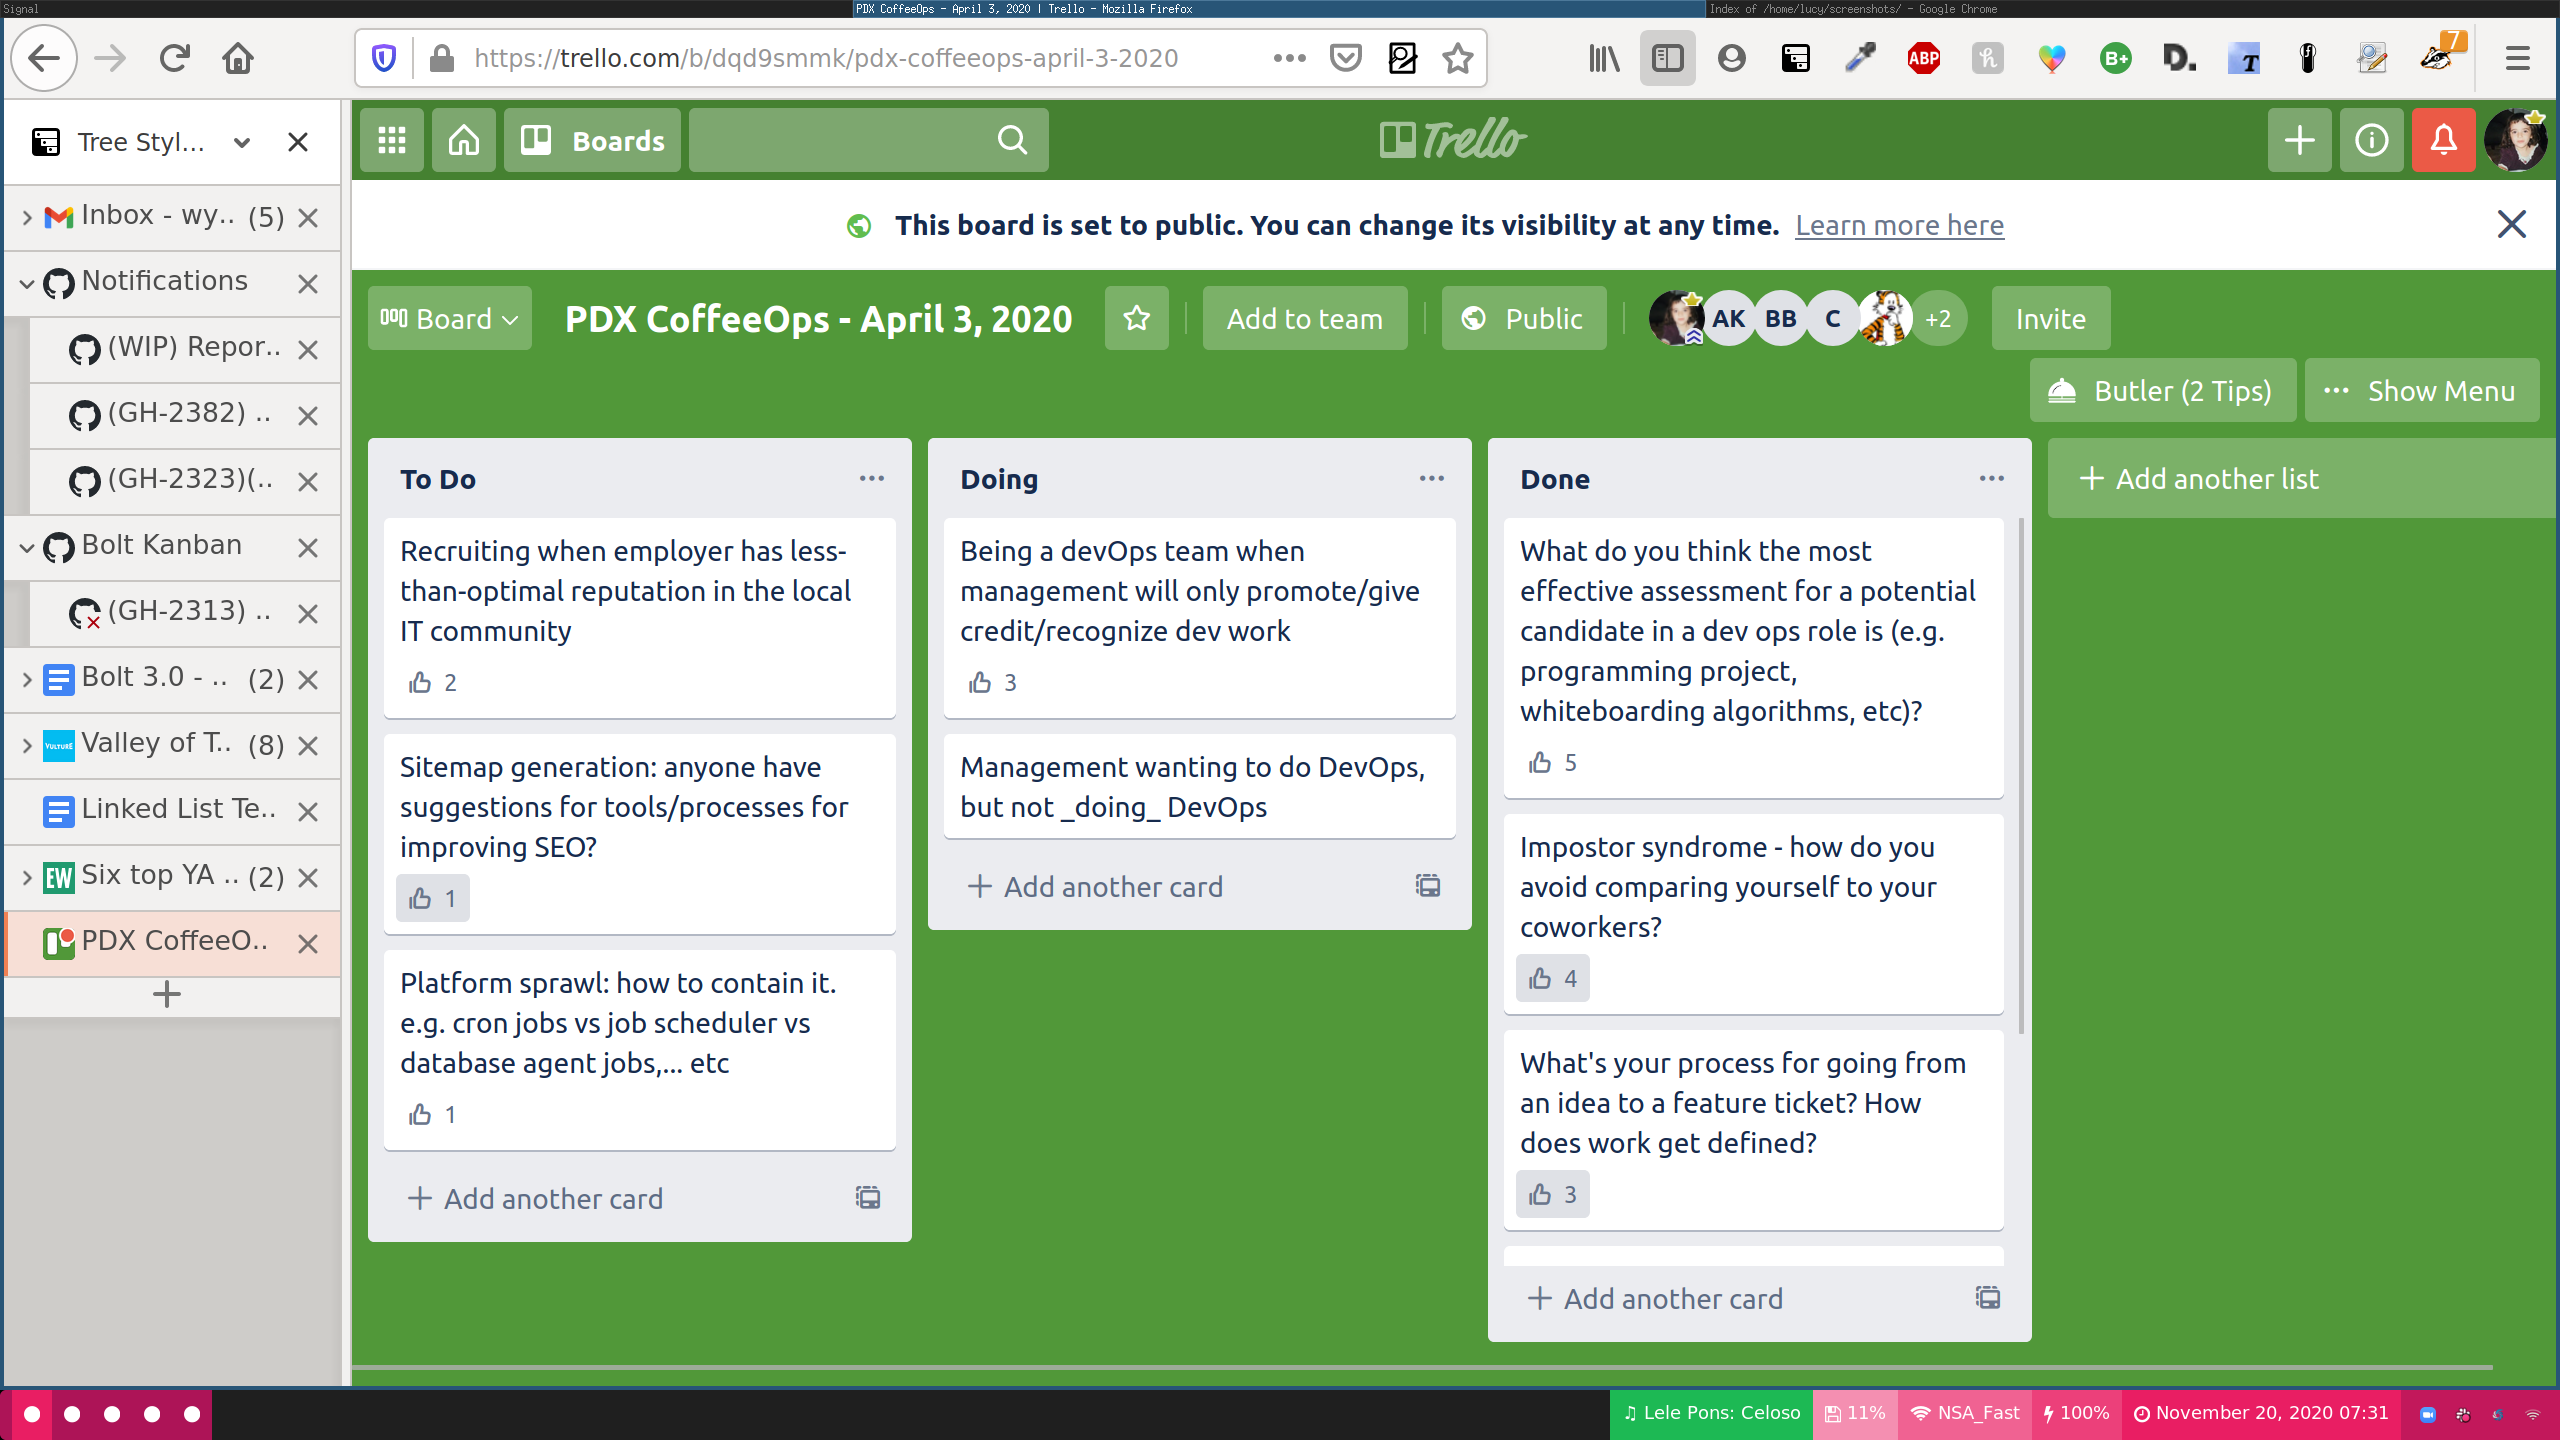 Signal
PDX CoffeeOps - April 3, 2020 | Trello - Mozilla Firefox
Index of /home/lucy/screenshots/ - Google Chrome
https://trello.com/b/dqd9smmk/pdx-coffeeops-april-3-2020
ABP
B+
D.
T
7
Tree Styl...
Inbox - wy.. (5)
Notifications
(WIP) Repor..
(GH-2382) ..
(GH-2323)(..
Bolt Kanban
(GH-2313) ..
Bolt 3.0 - .. (2)
VULTURE
Valley of T.. (8)
Linked List Te..
EW
Six top YA .. (2)
PDX CoffeeO..
Boards
Trello
This board is set to public. You can change its visibility at any time. Learn more here
Board
PDX CoffeeOps - April 3, 2020
Add to team
Public
AK
BB
C
+2
Invite
Butler (2 Tips)
Show Menu
To Do
Recruiting when employer has less-
than-optimal reputation in the local
IT community
2
Sitemap generation: anyone have
suggestions for tools/processes for
improving SEO?
1
Platform sprawl: how to contain it.
e.g. cron jobs vs job scheduler vs
database agent jobs,... etc
1
Add another card
Doing
Being a devOps team when
management will only promote/give
credit/recognize dev work
3
Management wanting to do DevOps,
but not _doing_ DevOps
Add another card
Done
What do you think the most
effective assessment for a potential
candidate in a dev ops role is (e.g.
programming project,
whiteboarding algorithms, etc)?
5
Impostor syndrome - how do you
avoid comparing yourself to your
coworkers?
4
What's your process for going from
an idea to a feature ticket? How
does work get defined?
3
Add another card
Add another list
Lele Pons: Celoso
11%
NSA_Fast
100%
November 20, 2020 07:31